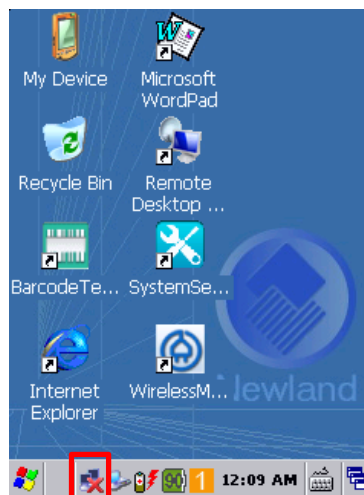 My Device
Microsoft
WordPad
Recycle Bin
Remote
Desktop ...
BarcodeTe...
SystemSe...
Internet
Explorer
WirelessM...
Newland
90
1
12:09 AM